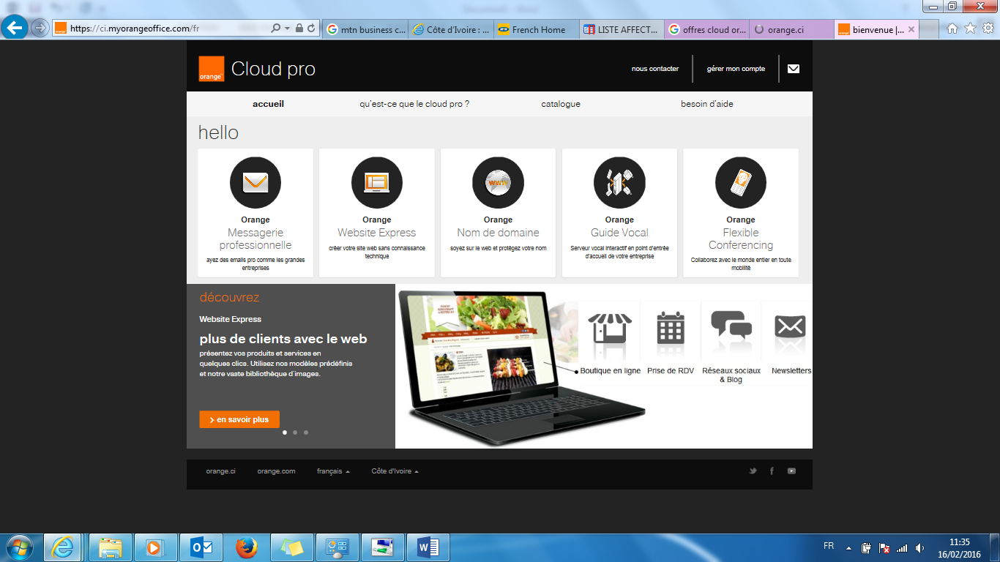 https://ci.myorangeoffice.com/fr
mtn business c...
Côte d'Ivoire : ...
French Home
LISTE AFFECT...
offres cloud or...
orange.ci
bienvenue |...
orange
Cloud pro
nous contacter
gérer mon compte
accueil
qu'est-ce que le cloud pro ?
catalogue
besoin d'aide
hello
Orange
Messagerie
professionnelle
ayez des emails pro comme les grandes
entreprises
Orange
Website Express
créer votre site web sans connaissance
technique
www
Orange
Nom de domaine
soyez sur le web et protégez votre nom
Orange
Guide Vocal
Serveur vocal interactif en point d'entrée
d'accueil de votre entreprise
Orange
Flexible
Conferencing
Collaborez avec le monde entier en toute
mobilité
découvrez
Website Express
plus de clients avec le web
présentez vos produits et services en
quelques clics. Utilisez nos modèles prédéfinis
et notre vaste bibliothèque d'images.
en savoir plus
Boutique en ligne
Prise de RDV
Réseaux sociaux
& Blog
Newsletters
orange.ci
orange.com
français
Côte d'Ivoire
FR
11:35
16/02/2016